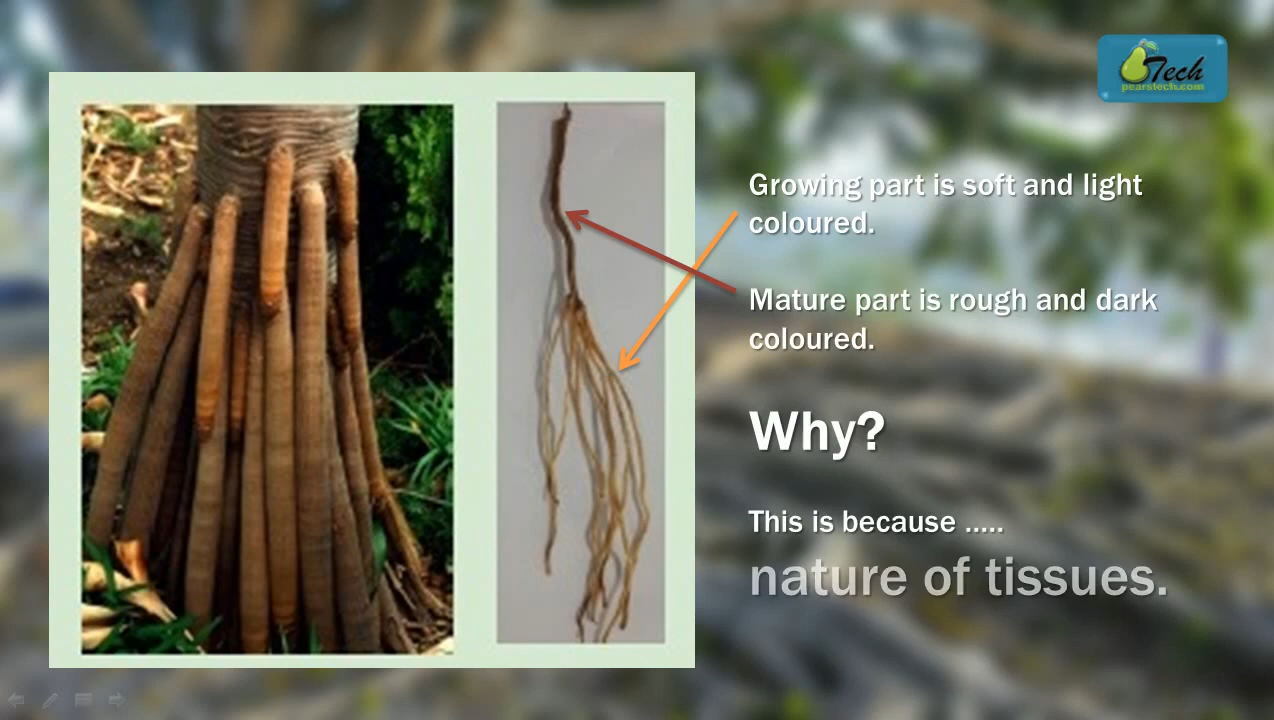 Tech
pearstech.com
Growing part is soft and light
coloured.
Mature part is rough and dark
coloured.
Why?
This is because .....
nature of tissues.